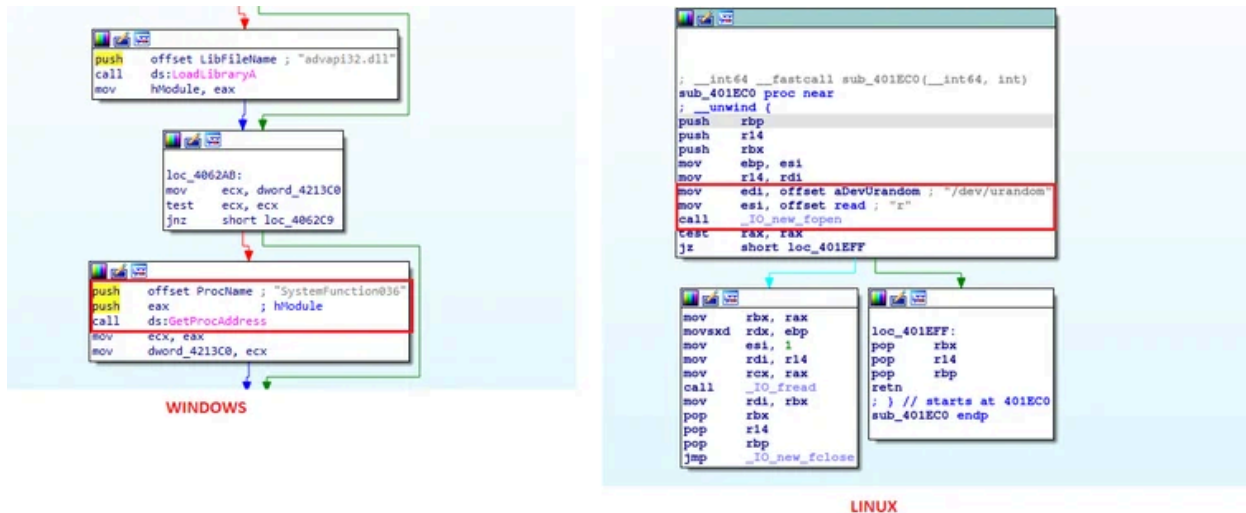 push offset LibFileName ; "advapi32.dll"
call ds:LoadLibraryA
mov hModule, eax
loc_4062AB:
mov ecx, dword_4213C0
test ecx, ecx
jnz short loc_4062C9
push offset ProcName ; "SystemFunction036"
push eax ; hModule
call ds:GetProcAddress
mov ecx, eax
mov dword_4213C0, ecx
WINDOWS
; __int64 __fastcall sub_401EC0(__int64, int)
sub_401EC0 proc near
; __unwind {
push rbp
push r14
push rbx
mov ebp, esi
mov r14, rdi
mov edi, offset aDevUrandom ; "/dev/urandom"
mov esi, offset read ; "r"
call _IO_new_fopen
test rax, rax
jz short loc_401EFF
mov rbx, rax
movsxd rdx, ebp
mov esi, 1
mov rdi, r14
mov rcx, rax
call _IO_fread
mov rdi, rbx
pop rbx
pop r14
pop rbp
jmp _IO_new_fclose
loc_401EFF:
pop rbx
pop r14
pop rbp
retn
; } // starts at 401EC0
sub_401EC0 endp
LINUX